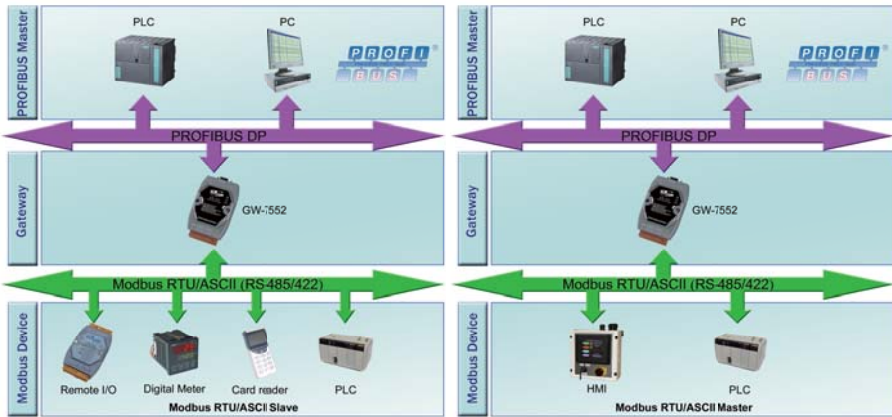 PROFIBUS Master
PLC
PC
PROFI
BUS
®
PROFIBUS DP
Gateway
GW-7552
Modbus RTU/ASCII (RS-485/422)
Modbus Device
Remote I/O
Digital Meter
Card reader
PLC
Modbus RTU/ASCII Slave
PROFIBUS Master
PLC
PC
PROFI
BUS
®
PROFIBUS DP
Gateway
GW-7552
Modbus RTU/ASCII (RS-485/422)
Modbus Device
HMI
PLC
Modbus RTU/ASCII Master